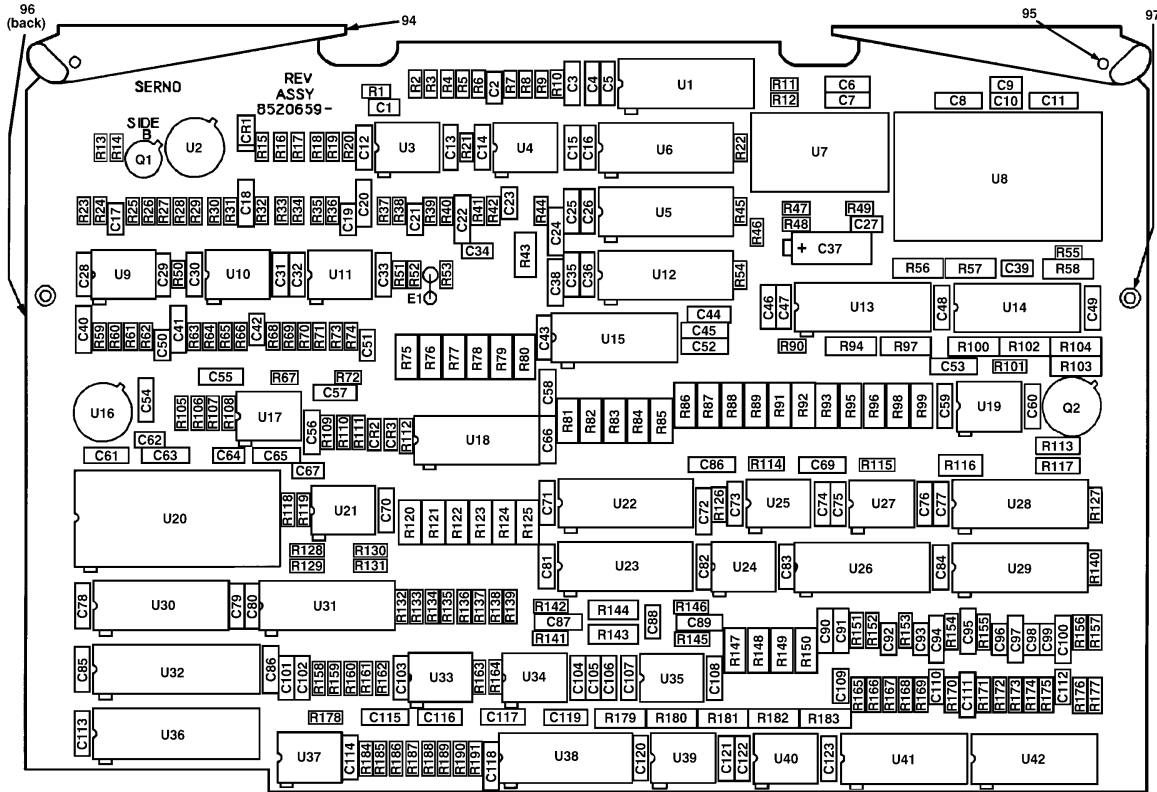 96
(back)
94
95
97
SERNO
REV
ASSY
8520659-
SIDE
B
R1
C1
R2
R3
R4
R5
R6
C2
R7
R8
R9
R10
C3
C4
C5
U1
R11
R12
C6
C7
C8
C9
C10
C11
R13
R14
Q1
U2
CR1
R15
R16
R17
R18
R19
R20
C12
U3
C13
R21
C14
U4
C15
C16
U6
R22
U7
U8
R23
R24
C17
R25
R26
R27
R28
R29
R30
R31
C18
R32
R33
R34
R35
R36
C19
C20
R37
R38
C21
R39
R40
C22
R41
R42
C23
C34
R43
R44
C24
C25
C26
U5
R45
R46
R47
R48
R49
C27
+
C37
C28
U9
C29
R50
C30
U10
C31
C32
U11
C33
R51
R52
R53
E1
C38
C35
C36
U12
R54
R56
R57
C39
R55
R58
C40
R59
R60
R61
R62
C50
C41
R63
R64
R65
R66
C42
R68
R69
R70
R71
R73
R74
C51
R75
R76
R77
R78
R79
R80
C43
U15
C44
C45
C52
C46
C47
U13
C48
U14
C49
R90
R94
R97
R100
R102
R104
C53
R101
R103
U16
C54
C55
R67
R72
C57
R105
R106
R107
R108
U17
C56
R109
R110
R111
CR2
CR3
R112
U18
C58
C66
R81
R82
R83
R84
R85
R86
R87
R88
R89
R91
R92
R93
R95
R96
R98
R99
C59
U19
C60
Q2
C61
C62
C63
C64
C65
C67
C86
R114
C69
R115
R116
R113
R117
U20
R118
R119
U21
C70
R120
R121
R122
R123
R124
R125
C71
U22
C72
R126
C73
U25
C74
C75
U27
C76
C77
U28
R127
R128
R129
R130
R131
C81
U23
C82
U24
C83
U26
C84
U29
R140
C78
U30
C79
C80
U31
R132
R133
R134
R135
R136
R137
R138
R139
R142
C87
R141
R144
R143
C88
R146
C89
R145
R147
R148
R149
R150
C90
C91
R151
R152
C92
R153
C93
C94
R154
C95
R155
C96
C97
C98
C99
C100
R156
R157
C85
U32
C86
C101
C102
R158
R159
R160
R161
R162
C103
U33
R163
R164
U34
C104
C105
C106
C107
U35
C108
C109
R165
R166
R167
R168
R169
C110
R170
C111
R171
R172
R173
R174
R175
C112
R176
R177
C113
U36
R178
C115
C116
C117
C119
R179
R180
R181
R182
R183
U37
C114
R184
R185
R186
R187
R188
R189
R190
R191
C118
U38
C120
U39
C121
C122
U40
C123
U41
U42